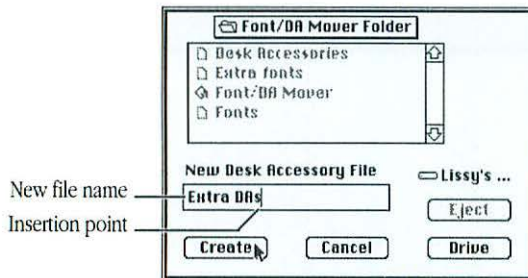 Font/DA Mover Folder
Desk Accessories
Extra fonts
Font/DA Mover
Fonts
New Desk Accessory File
Lissy's ...
New file name
Extra DAs
Eject
Insertion point
Create
Cancel
Drive